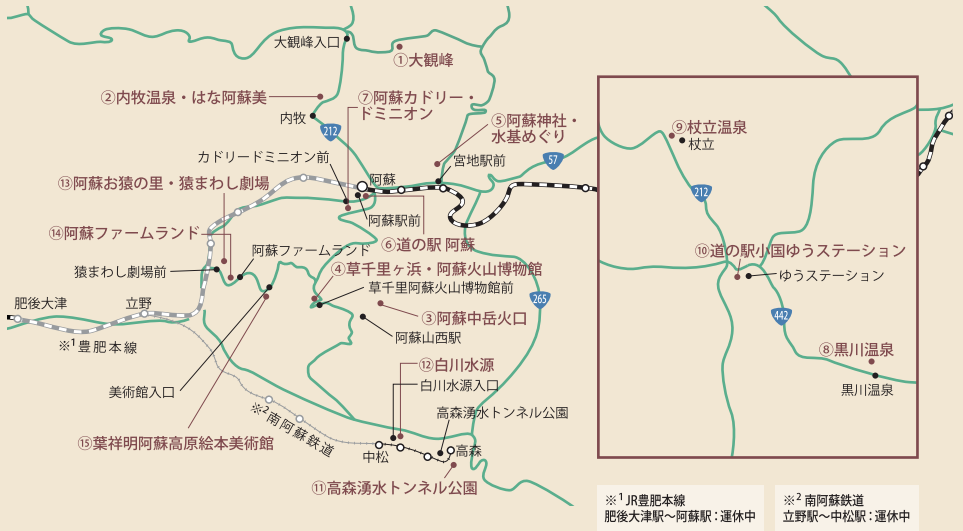 大観峰入口
①大観峰
②内牧温泉・はな阿蘇美
⑦阿蘇カドリー・
ドミニオン
内牧
212
⑤阿蘇神社・
水基めぐり
57
カドリードミニオン前
宮地駅前
阿蘇
⑬阿蘇お猿の里・猿まわし劇場
阿蘇駅前
⑭阿蘇ファームランド
⑥道の駅 阿蘇
阿蘇ファームランド
猿まわし劇場前
④草千里ヶ浜・阿蘇火山博物館
草千里阿蘇火山博物館前
265
肥後大津
立野
③阿蘇中岳火口
阿蘇山西駅
※1豊肥本線
⑫白川水源
美術館入口
白川水源入口
※2南阿蘇鉄道
高森湧水トンネル公園
⑮葉祥明阿蘇高原絵本美術館
中松
高森
⑪高森湧水トンネル公園
⑨杖立温泉
杖立
212
⑩道の駅小国ゆうステーション
ゆうステーション
442
⑧黒川温泉
黒川温泉
※1JR豊肥本線
肥後大津駅〜阿蘇駅:運休中
※2 南阿蘇鉄道
立野駅〜中松駅:運休中